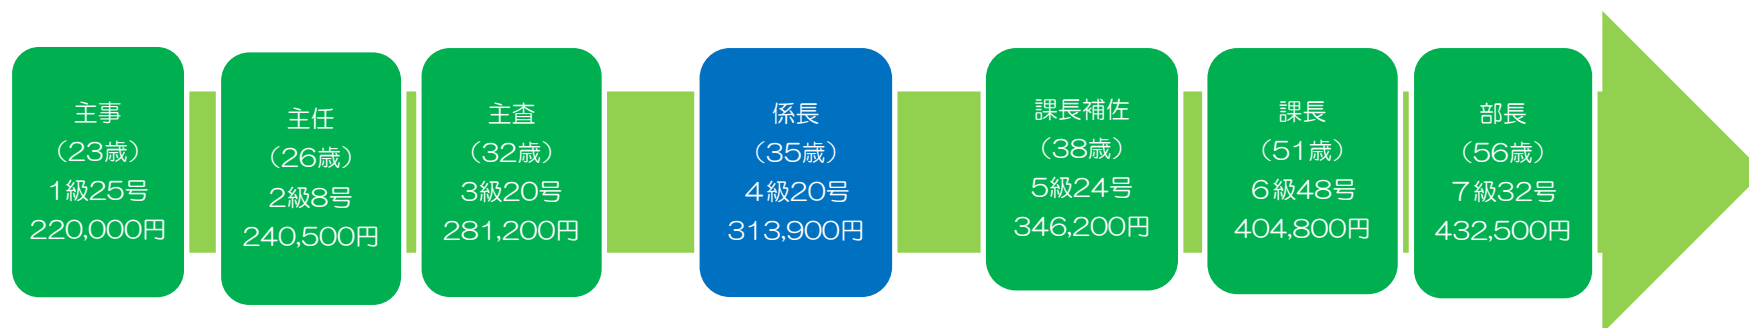 主事
（23歳）
1級25号
220,000円
主任
（26歳）
2級8号
240,500円
主査
（32歳）
3級20号
281,200円
係長
（35歳）
４級20号
313,900円
課長補佐
（38歳）
5級24号
346,200円
課長
（51歳）
６級48号
404,800円
部長
（56歳）
７級32号
432,500円